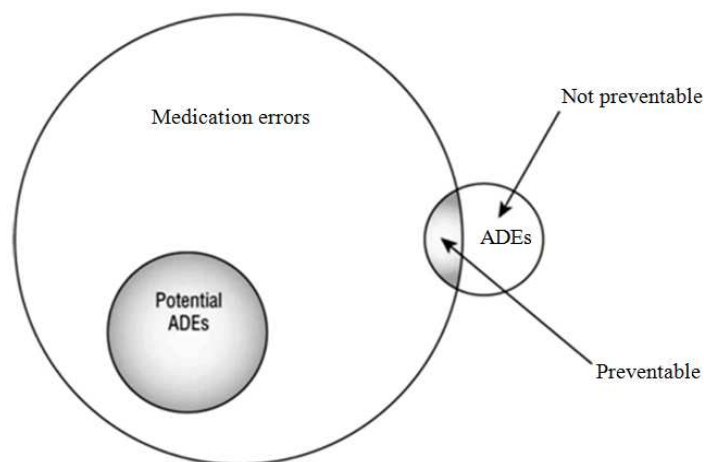 Not preventable
Medication errors
ADEs
Potential
ADEs
Preventable